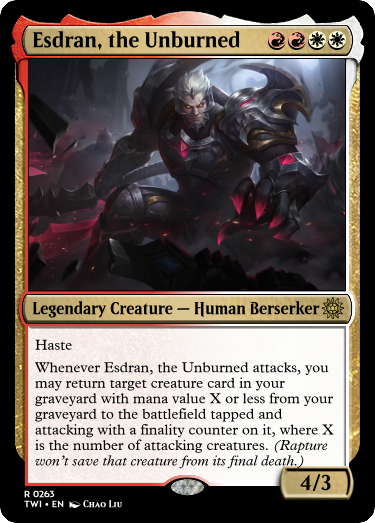 Esdran, the Unburned
Legendary Creature — Human Berserker
Haste
Whenever Esdran, the Unburned attacks, you
may return target creature card in your
graveyard with mana value X or less from your
graveyard to the battlefield tapped and
attacking with a finality counter on it, where X
is the number of attacking creatures. (Rapture
won't save that creature from its final death.)
4/3
R 0263
TWI • EN Chao Liu